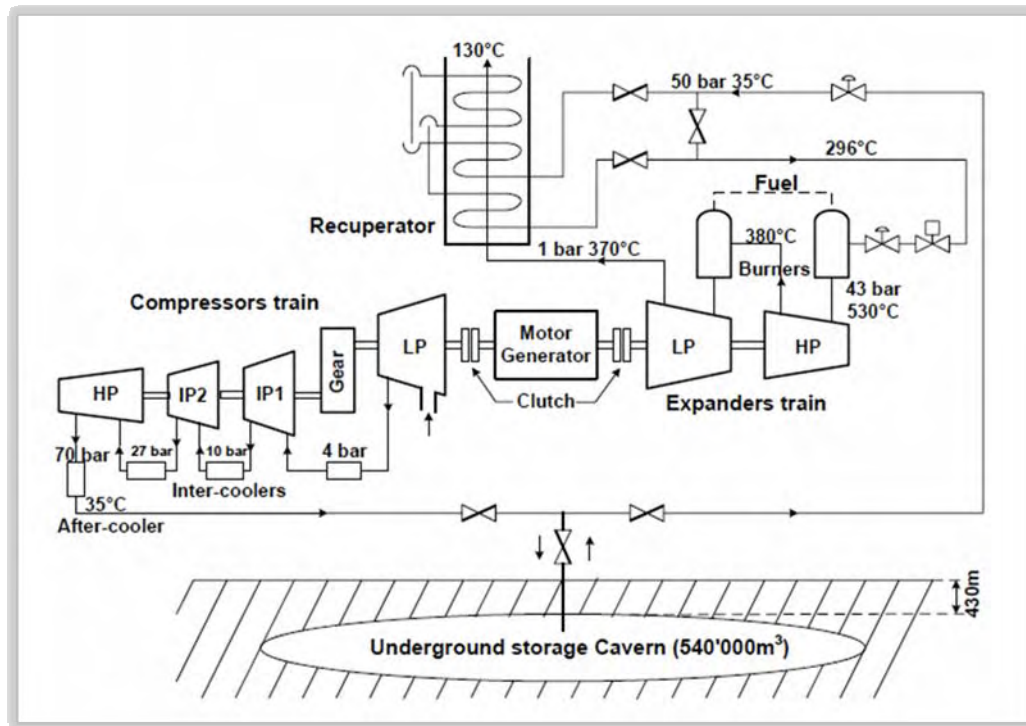 130°C
50 bar 35°C
296°C
Fuel
Recuperator
1 bar 370°C
380°C
Burners
43 bar
530°C
Compressors train
LP
Motor
Generator
LP
HP
Gear
HP
IP2
IP1
Clutch
Expanders train
70 bar
27 bar
10 bar
4 bar
Inter-coolers
35°C
After-cooler
430m
Underground storage Cavern (540'000m³)